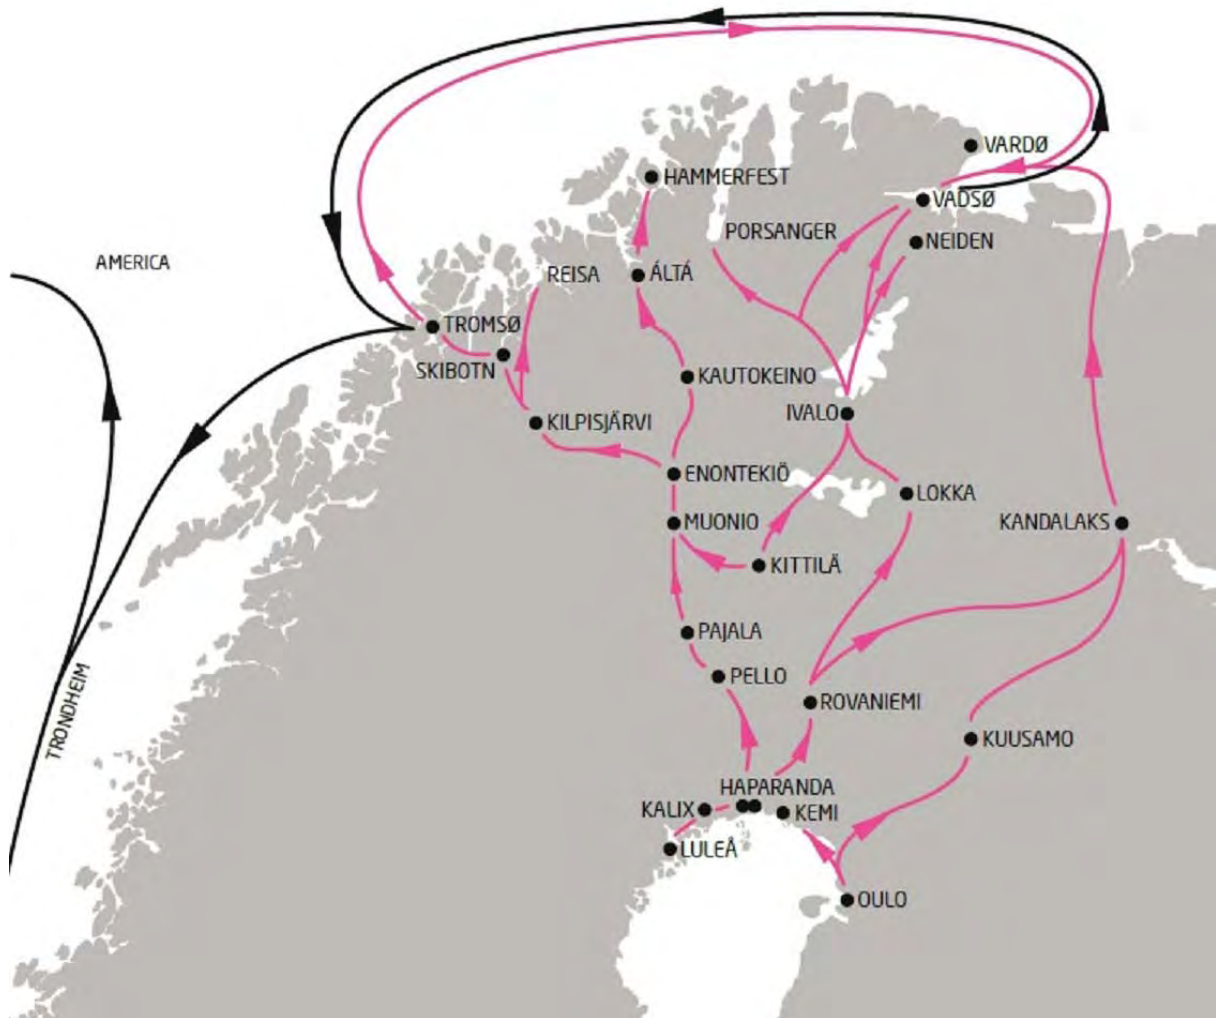 VARDØ
HAMMERFEST
VADSØ
PORSANGER
NEIDEN
AMERICA
REISA
ÁLTÁ
TROMSØ
SKIBOTN
KAUTOKEINO
IVALO
KILPISJÄRVI
ENONTEKIÖ
LOKKA
MUONIO
KANDALAKS
KITTILÄ
PAJALA
PELLO
TRONDHEIM
ROVANIEMI
KUUSAMO
HAPARANDA
KALIX
KEMI
LULEÅ
OULO